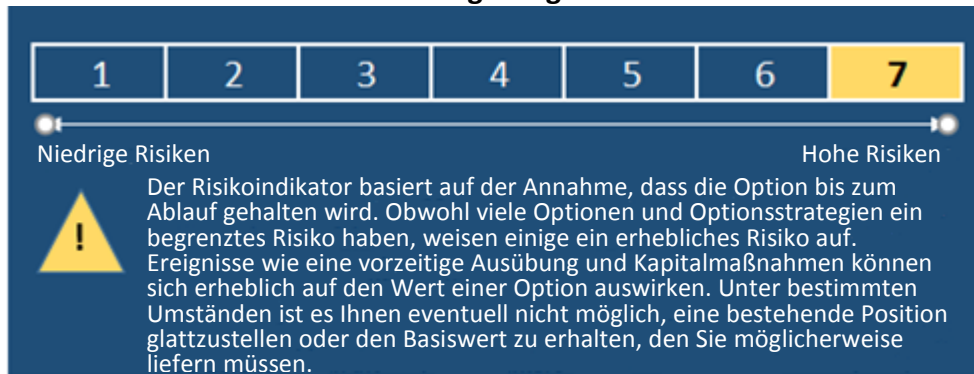 1 2 3 4 5 6 7
Niedrige Risiken Hohe Risiken
Der Risikoindikator basiert auf der Annahme, dass die Option bis zum
Ablauf gehalten wird. Obwohl viele Optionen und Optionsstrategien ein
begrenztes Risiko haben, weisen einige ein erhebliches Risiko auf.
Ereignisse wie eine vorzeitige Ausübung und Kapitalmaßnahmen können
sich erheblich auf den Wert einer Option auswirken. Unter bestimmten
Umständen ist es Ihnen eventuell nicht möglich, eine bestehende Position
glattzustellen oder den Basiswert zu erhalten, den Sie möglicherweise
liefern müssen.
!